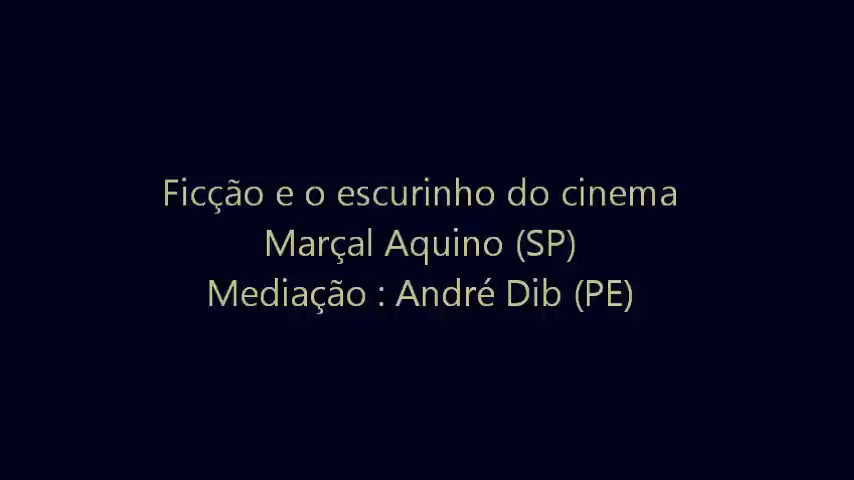 Ficção e o escurinho do cinema
Marçal Aquino (SP)
Mediação : André Dib (PE)